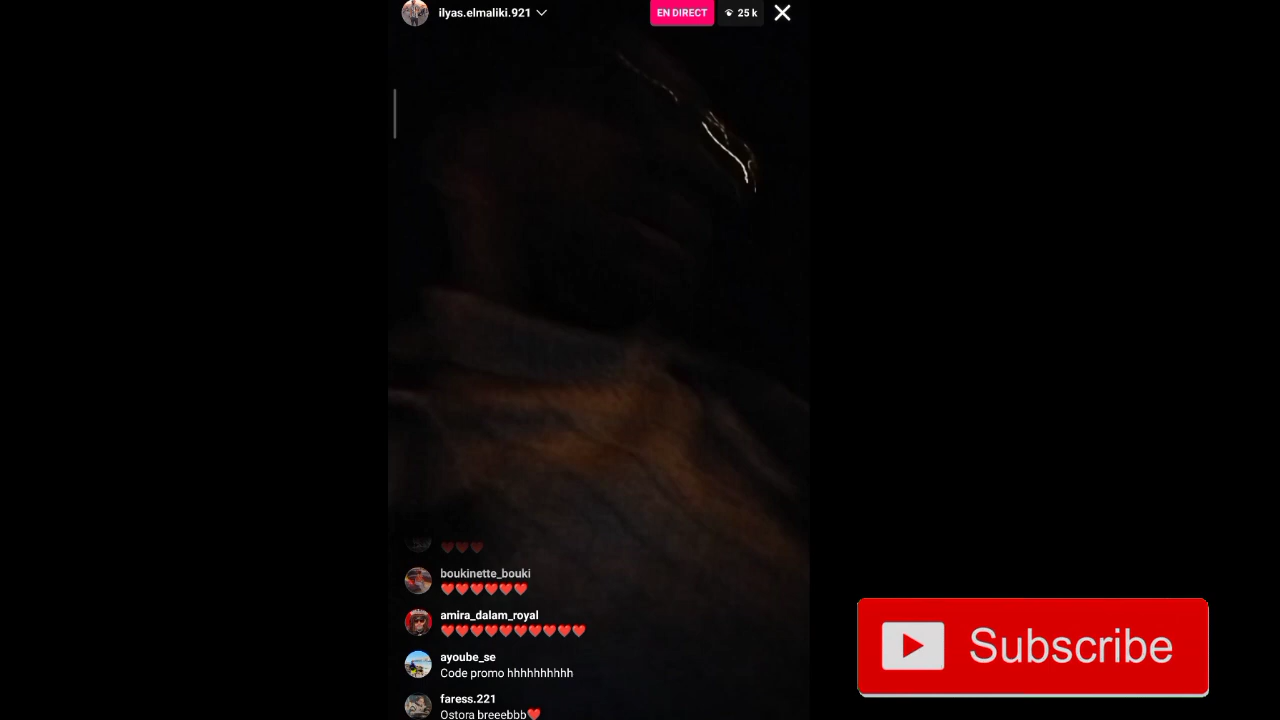 ilyas.elmaliki.921
EN DIRECT
25 k
boukinette_bouki
❤️❤️❤️❤️❤️❤️
amira_dalam_royal
❤️❤️❤️❤️❤️❤️❤️❤️❤️❤️
ayoube_se
Code promo hhhhhhhhhh
faress.221
Ostora breeebbb❤️
Subscribe